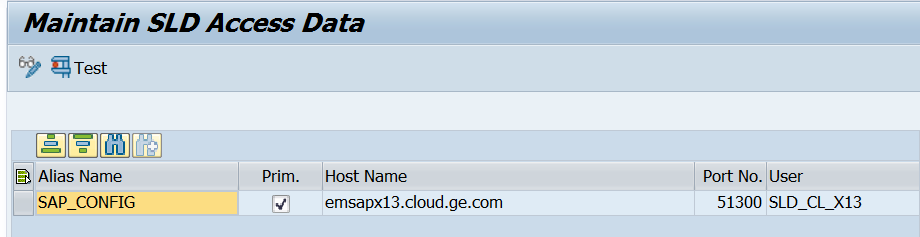 Maintain SLD Access Data
Test
Alias Name Prim. Host Name Port No. User
SAP_CONFIG emsapx13.cloud.ge.com 51300 SLD_CL_X13